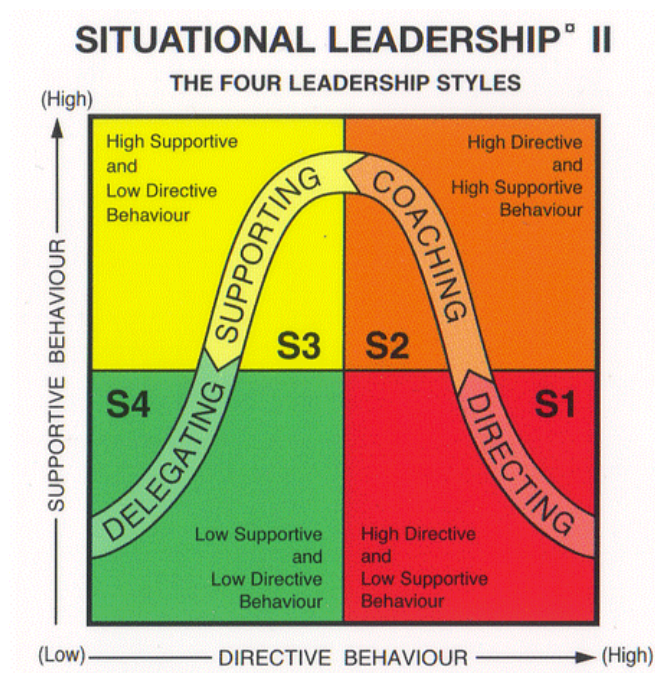 SITUATIONAL LEADERSHIP° II
THE FOUR LEADERSHIP STYLES
(High)
High Supportive
and
Low Directive
Behaviour
High Directive
and
High Supportive
Behaviour
SUPPORTING
COACHING
S3
S2
S4
S1
DELEGATING
DIRECTING
Low Supportive
and
Low Directive
Behaviour
High Directive
and
Low Supportive
Behaviour
SUPPORTIVE BEHAVIOUR
(Low)
DIRECTIVE BEHAVIOUR
(High)